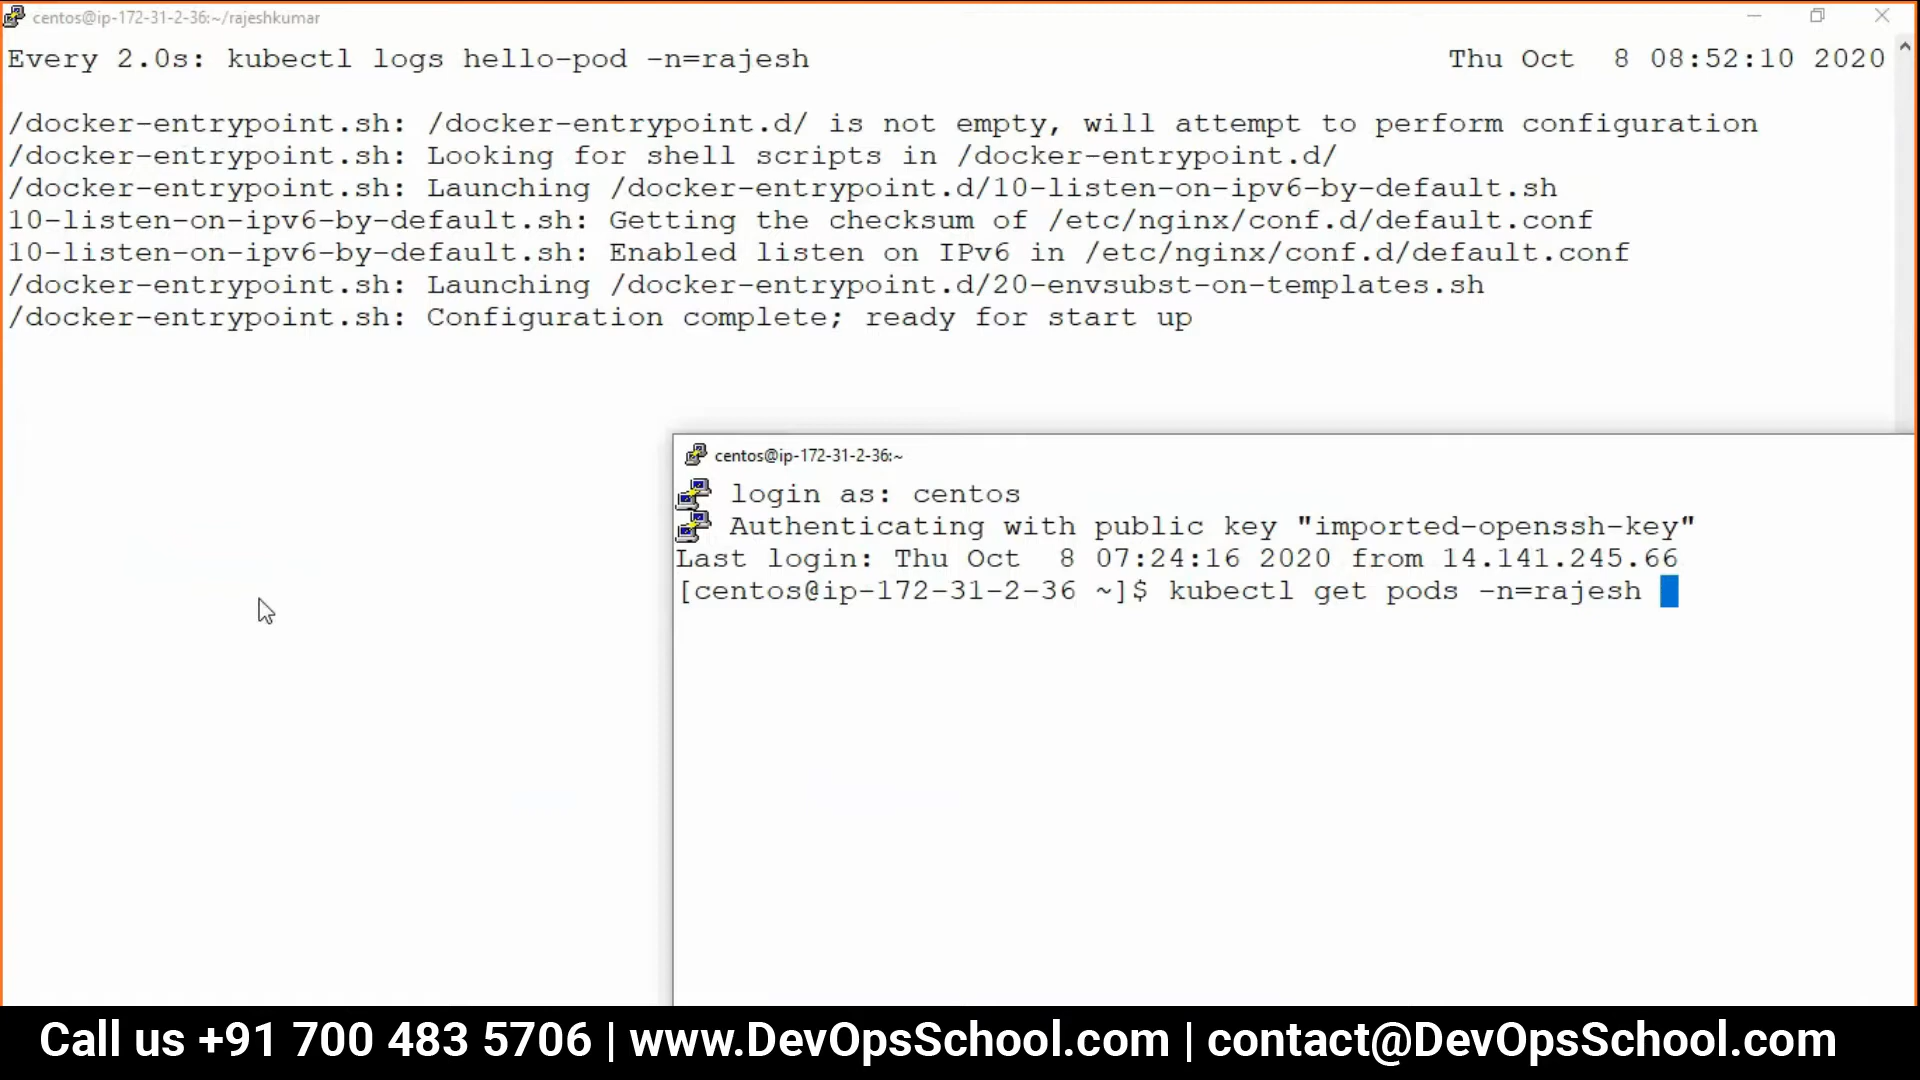 centos@ip-172-31-2-36:~/rajeshkumar
Every 2.0s: kubectl logs hello-pod -n=rajesh Thu Oct 8 08:52:10 2020
/docker-entrypoint.sh: /docker-entrypoint.d/ is not empty, will attempt to perform configuration
/docker-entrypoint.sh: Looking for shell scripts in /docker-entrypoint.d/
/docker-entrypoint.sh: Launching /docker-entrypoint.d/10-listen-on-ipv6-by-default.sh
10-listen-on-ipv6-by-default.sh: Getting the checksum of /etc/nginx/conf.d/default.conf
10-listen-on-ipv6-by-default.sh: Enabled listen on IPv6 in /etc/nginx/conf.d/default.conf
/docker-entrypoint.sh: Launching /docker-entrypoint.d/20-envsubst-on-templates.sh
/docker-entrypoint.sh: Configuration complete; ready for start up
centos@ip-172-31-2-36:~
login as: centos
Authenticating with public key "imported-openssh-key"
Last login: Thu Oct 8 07:24:16 2020 from 14.141.245.66
[centos@ip-172-31-2-36 ~]$ kubectl get pods -n=rajesh
Call us +91 700 483 5706 | www.DevOpsSchool.com | contact@DevOpsSchool.com